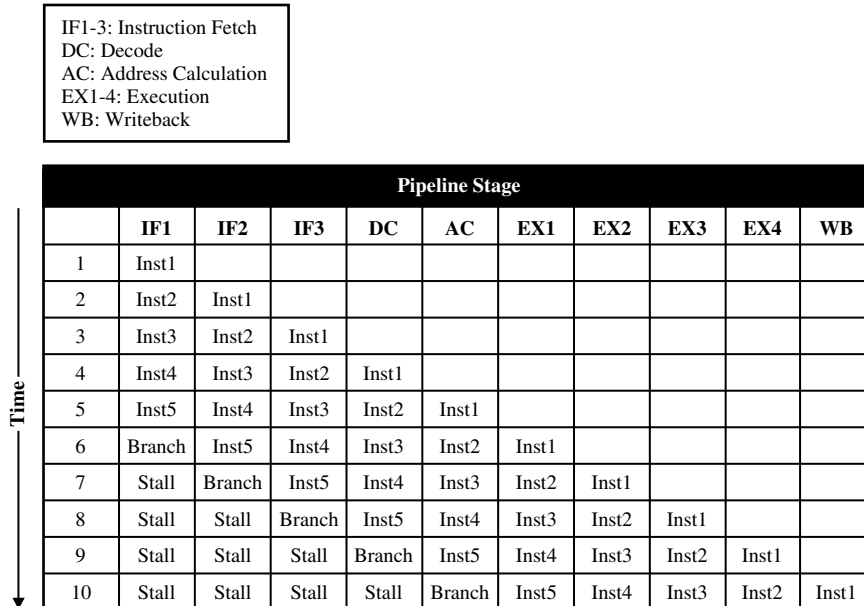 IF1-3: Instruction Fetch
DC: Decode
AC: Address Calculation
EX1-4: Execution
WB: Writeback
Pipeline Stage
IF1 IF2 IF3 DC AC EX1 EX2 EX3 EX4 WB
1 Inst1
2 Inst2 Inst1
3 Inst3 Inst2 Inst1
4 Inst4 Inst3 Inst2 Inst1
5 Inst5 Inst4 Inst3 Inst2 Inst1
6 Branch Inst5 Inst4 Inst3 Inst2 Inst1
7 Stall Branch Inst5 Inst4 Inst3 Inst2 Inst1
8 Stall Stall Branch Inst5 Inst4 Inst3 Inst2 Inst1
9 Stall Stall Stall Branch Inst5 Inst4 Inst3 Inst2 Inst1
10 Stall Stall Stall Stall Branch Inst5 Inst4 Inst3 Inst2 Inst1
Time